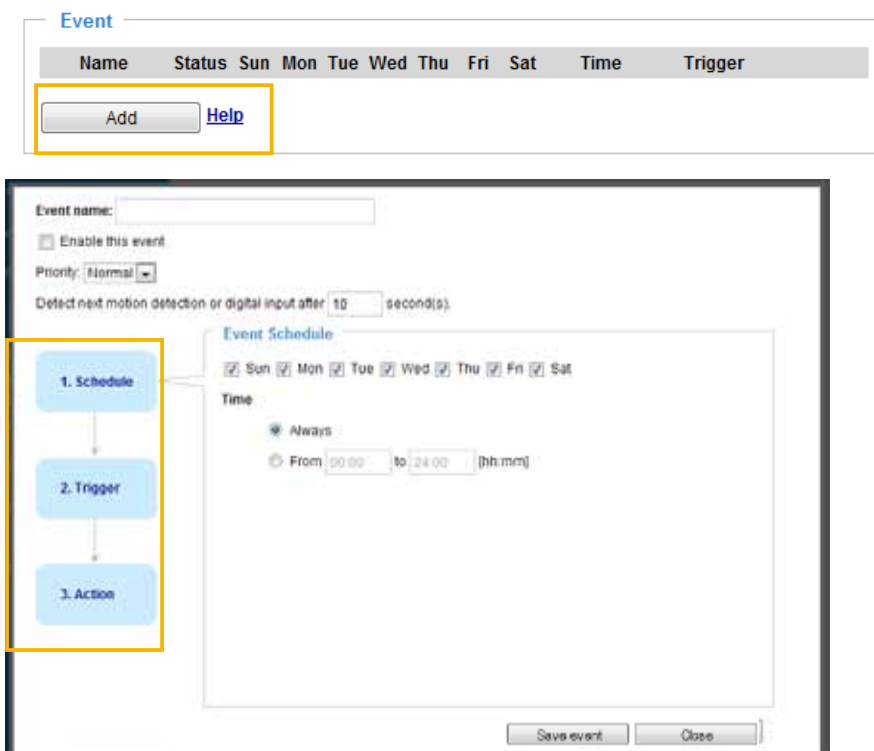 Event
Name Status Sun Mon Tue Wed Thu Fri Sat Time Trigger
Add Help
Event name:
Enable this event
Priority: Normal
Detect next motion detection or digital input after 10 second(s).
Event Schedule
1. Schedule
Sun Mon Tue Wed Thu Fri Sat
Time
Always
From 00:00 to 24:00 [hh:mm]
2. Trigger
3. Action
Save event Close